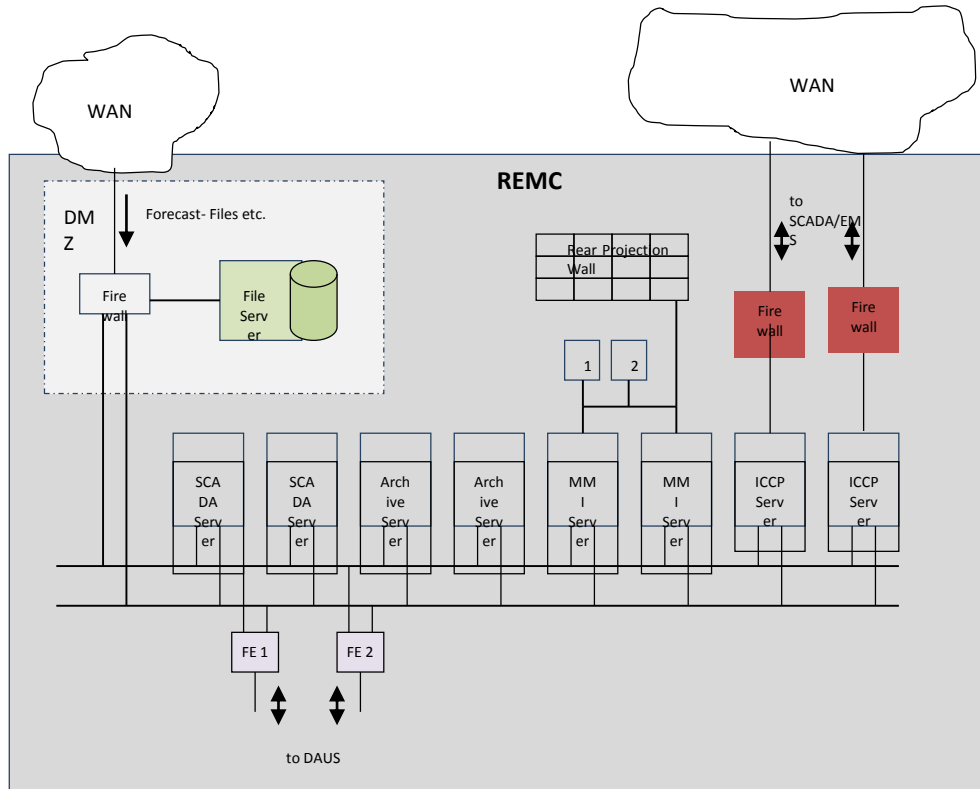 WAN
WAN
REMC
DM
Z
Forecast- Files etc.
to
SCADA/EM
S
Rear Projection
Wall
Fire
wall
File
Serv
er
Fire
wall
Fire
wall
1
2
SCA
DA
Serv
er
SCA
DA
Serv
er
Arch
ive
Serv
er
Arch
ive
Serv
er
MM
I
Serv
er
MM
I
Serv
er
ICCP
Serv
er
ICCP
Serv
er
FE 1
FE 2
to DAUS